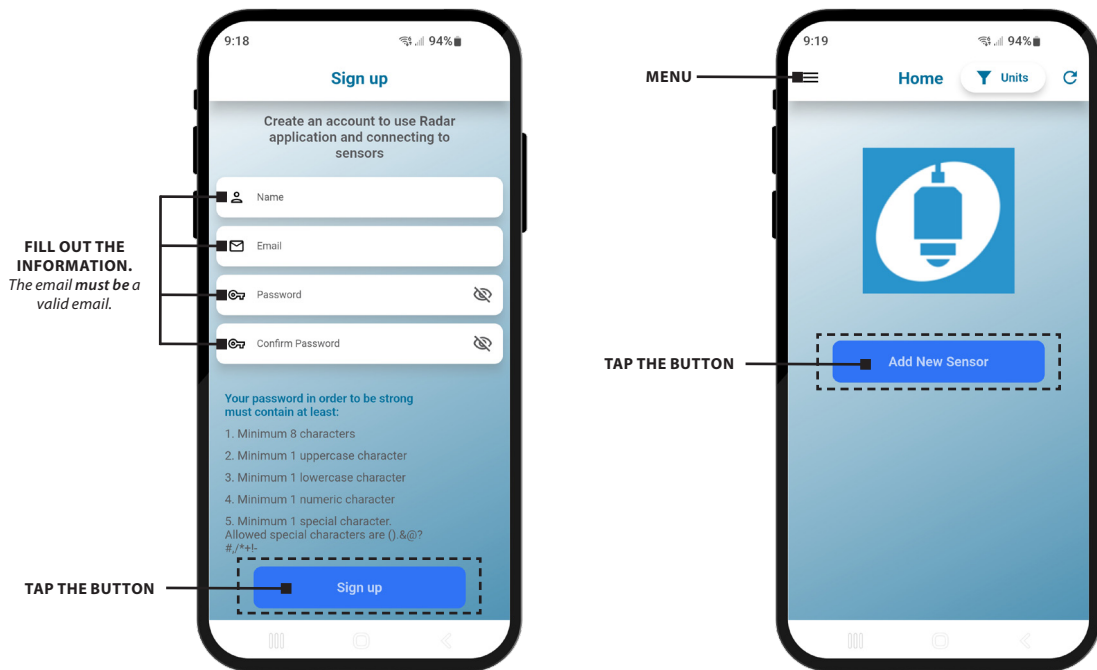 9:18
94%
Sign up
Create an account to use Radar
application and connecting to
sensors
Name
Email
Password
Confirm Password
FILL OUT THE
INFORMATION.
The email must be a
valid email.
Your password in order to be strong
must contain at least:
1. Minimum 8 characters
2. Minimum 1 uppercase character
3. Minimum 1 lowercase character
4. Minimum 1 numeric character
5. Minimum 1 special character.
Allowed special characters are ().&@?
#,/*+!-
TAP THE BUTTON
Sign up
9:19
94%
MENU
Home
Units
TAP THE BUTTON
Add New Sensor